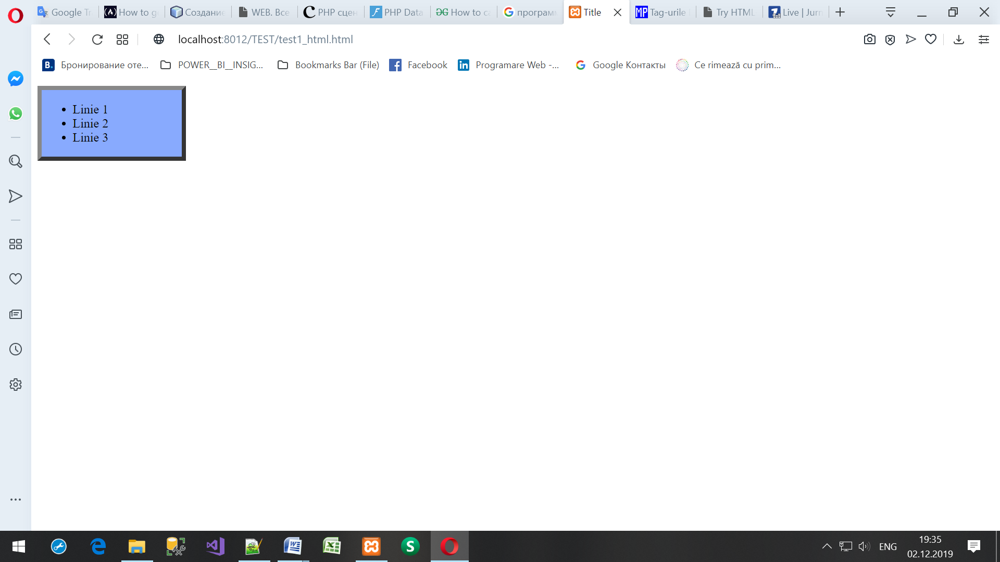 Google Tr
How to g
Создание
WEB. Все
PHP сцен
PHP Data
How to ca
програм
Title
MP
Tag-urile
Try HTML
Live | Jurn
localhost:8012/TEST/test1_html.html
B.
Бронирование оте...
POWER__BI__INSIG...
Bookmarks Bar (File)
Facebook
in
Programare Web -...
Google Контакты
Ce rimează cu prim...
Linie 1
Linie 2
Linie 3
ENG
19:35
02.12.2019